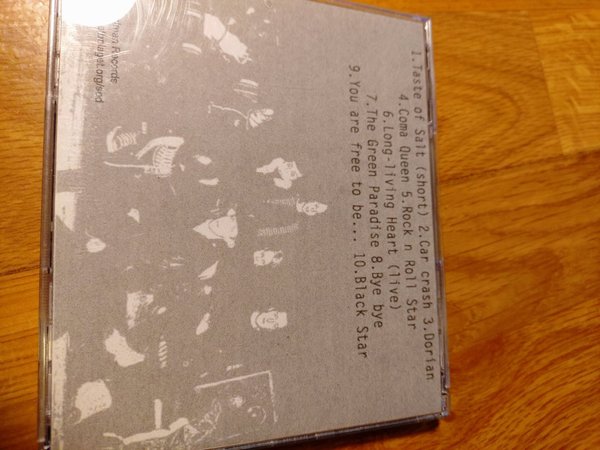 1.Taste of Salt (short) 2.Car crash 3.Dorian
4.Coma Queen 5.Rock n Roll Star
6.Long-living Heart (live)
7.The Green Paradise 8.Bye bye
9.You are free to be... 10.Black Star
Records